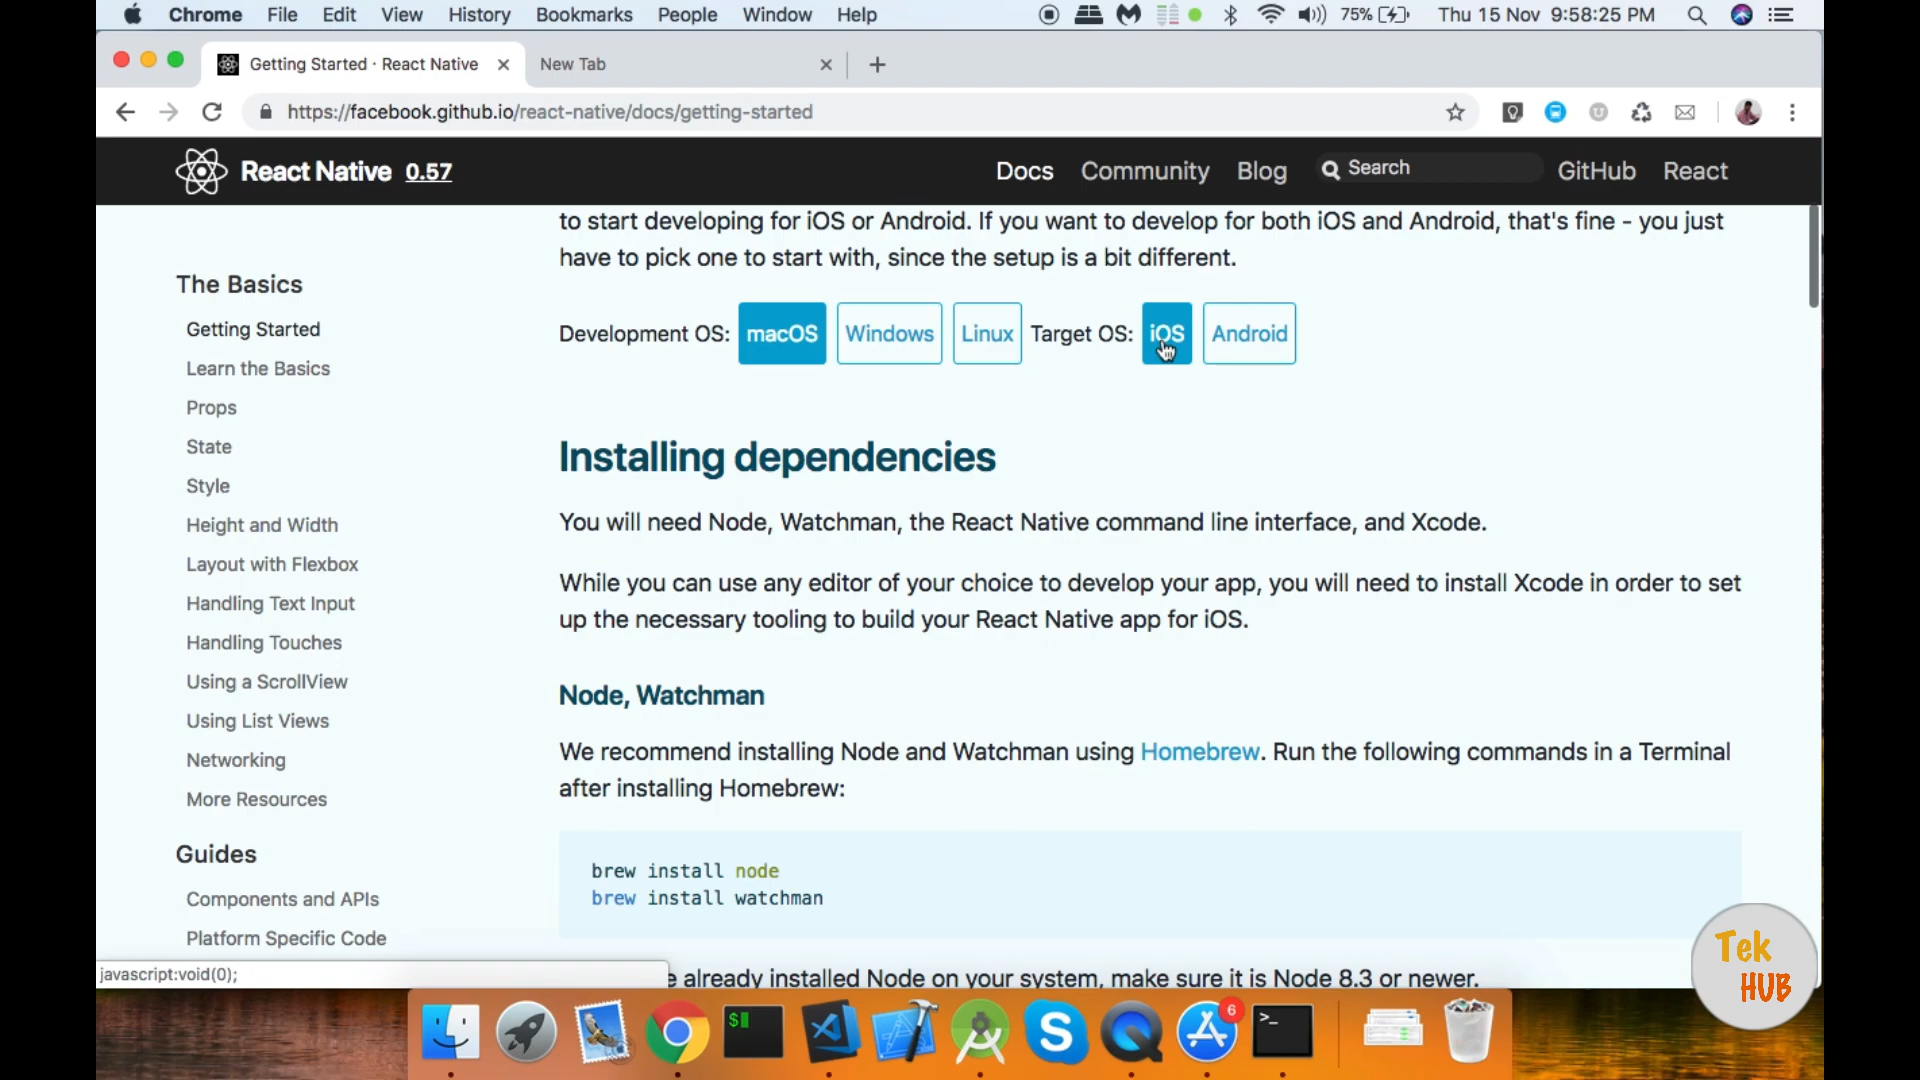 Chrome File Edit View History Bookmarks People Window Help 75% Thu 15 Nov 9:58:25 PM
Getting Started · React Native
New Tab
https://facebook.github.io/react-native/docs/getting-started
React Native 0.57
Docs Community Blog Search GitHub React
The Basics
Getting Started
Learn the Basics
Props
State
Style
Height and Width
Layout with Flexbox
Handling Text Input
Handling Touches
Using a ScrollView
Using List Views
Networking
More Resources
Guides
Components and APIs
Platform Specific Code
to start developing for iOS or Android. If you want to develop for both iOS and Android, that's fine - you just
have to pick one to start with, since the setup is a bit different.
Development OS: macOS Windows Linux Target OS: iOS Android
Installing dependencies
You will need Node, Watchman, the React Native command line interface, and Xcode.
While you can use any editor of your choice to develop your app, you will need to install Xcode in order to set
up the necessary tooling to build your React Native app for iOS.
Node, Watchman
We recommend installing Node and Watchman using Homebrew. Run the following commands in a Terminal
after installing Homebrew:
brew install node
brew install watchman
already installed Node on your system, make sure it is Node 8.3 or newer.
javascript:void(0);
Tek
HUB
$
S
6
>_